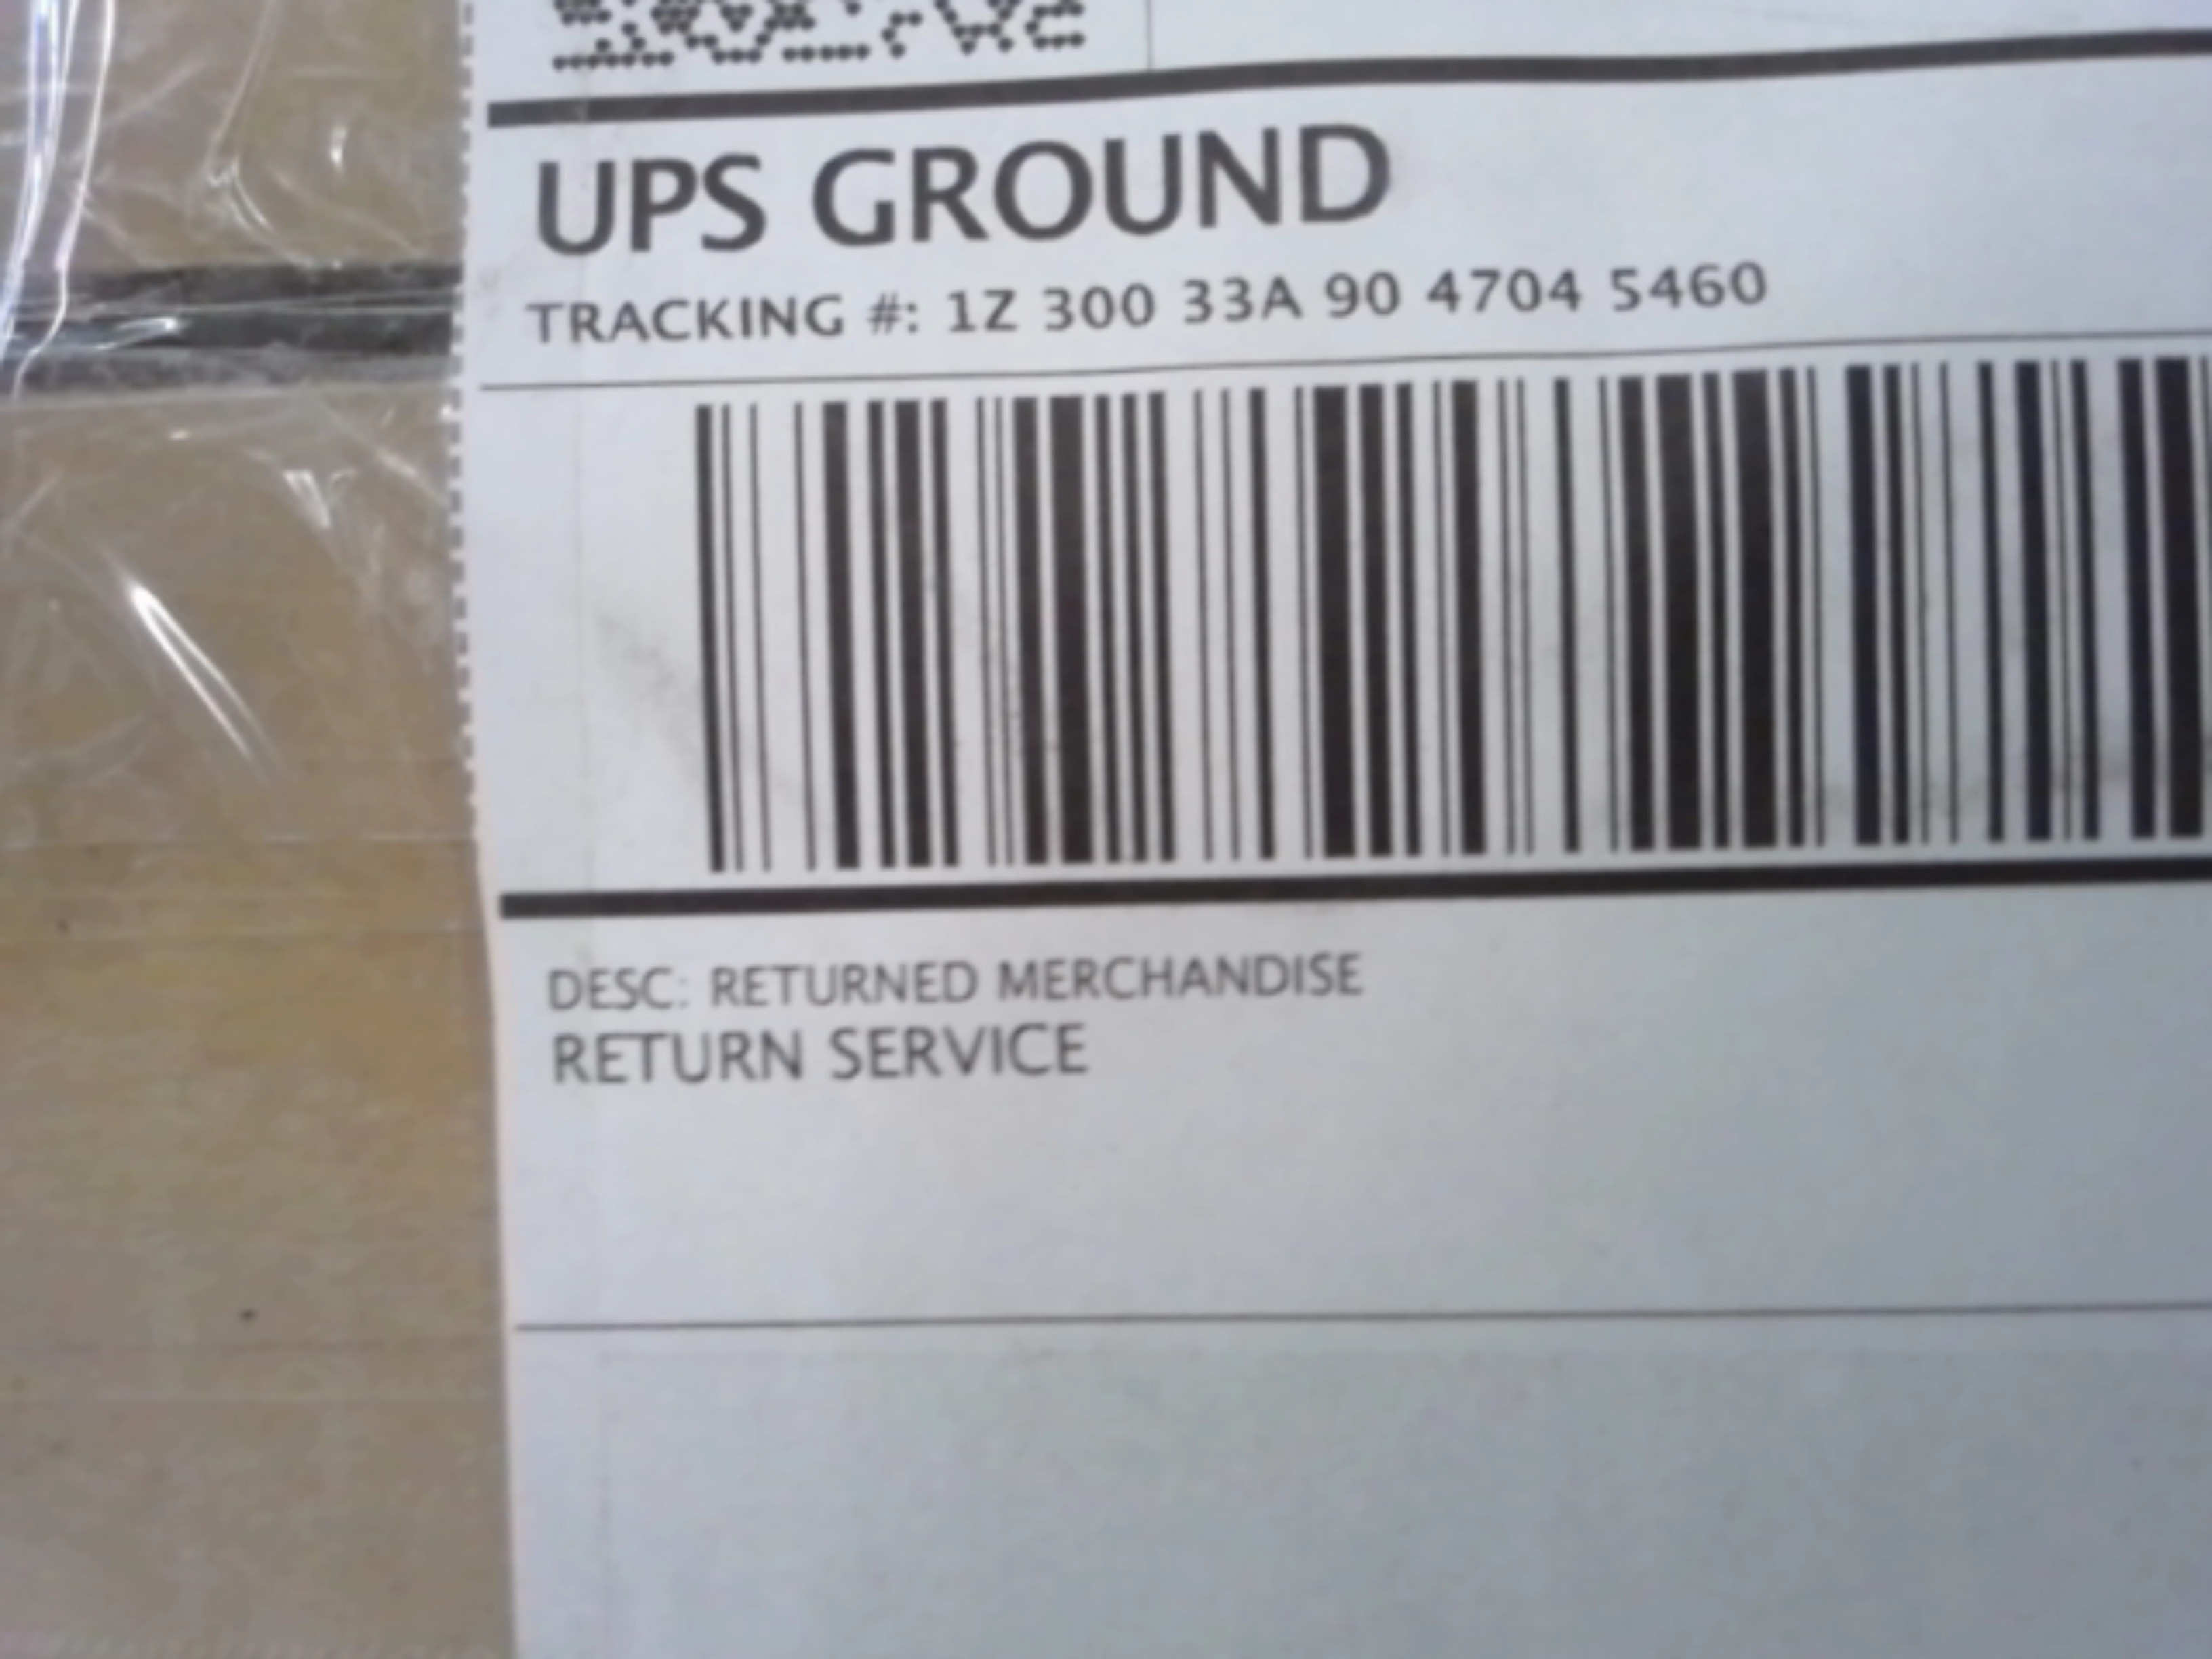 UPS GROUND
TRACKING #: 1Z 300 33A 90 4704 5460
DESC: RETURNED MERCHANDISE
RETURN SERVICE